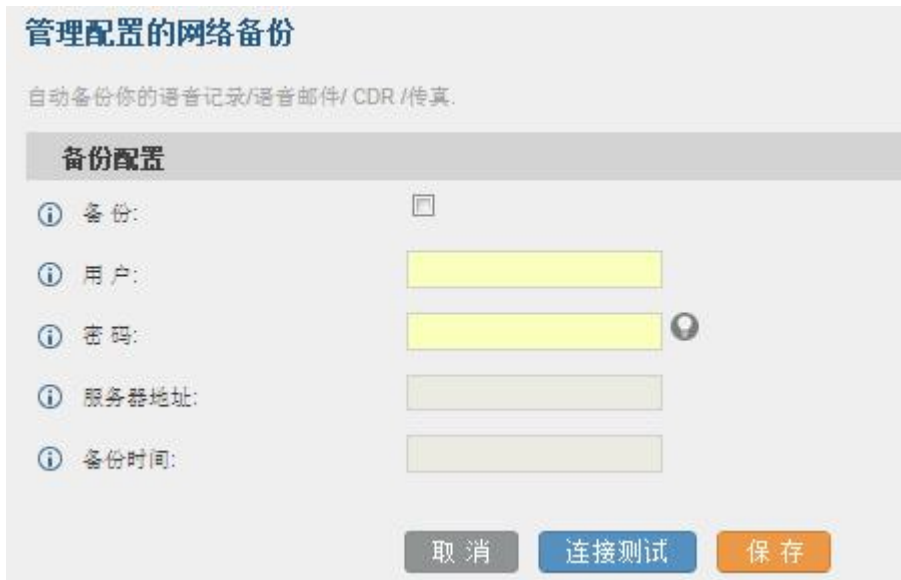 管理配置的网络备份
自动备份你的语音记录/语音邮件/ CDR /传真.
备份配置
备 份:
用 户:
密 码:
服务器地址:
备份时间:
取 消 连接测试 保 存